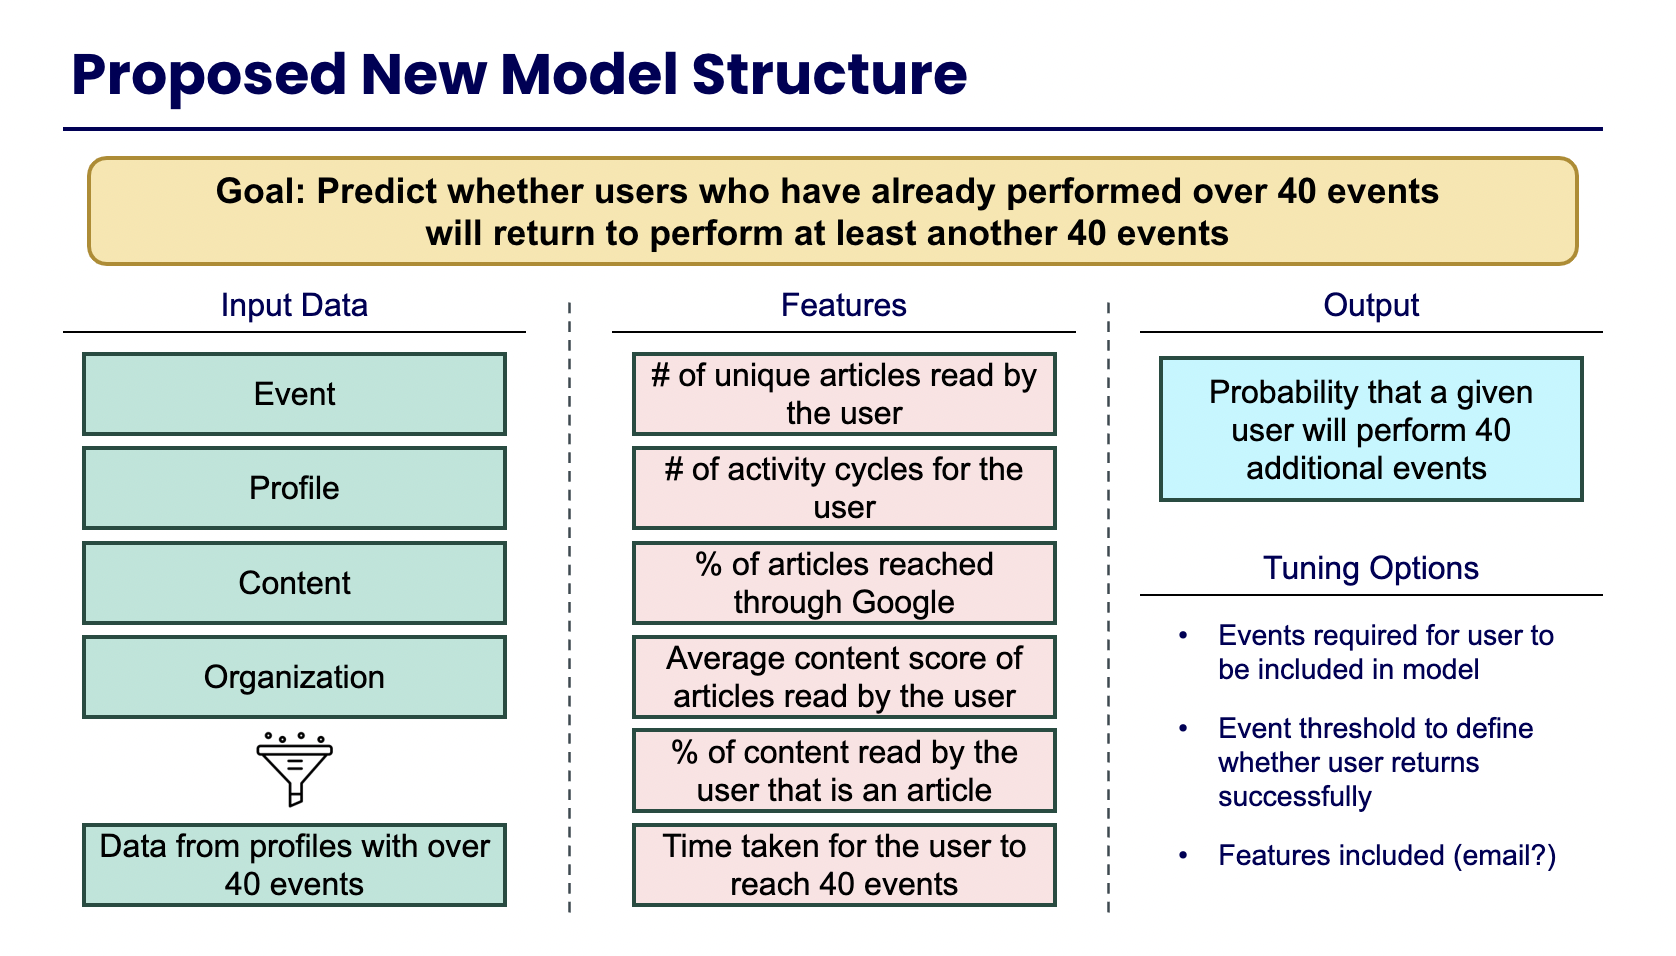 Proposed New Model Structure
Goal: Predict whether users who have already performed over 40 events
will return to perform at least another 40 events
Input Data
Event
Profile
Content
Organization
Data from profiles with over
40 events
Features
# of unique articles read by
the user
# of activity cycles for the
user
% of articles reached
through Google
Average content score of
articles read by the user
% of content read by the
user that is an article
Time taken for the user to
reach 40 events
Output
Probability that a given
user will perform 40
additional events
Tuning Options
• Events required for user to
be included in model
• Event threshold to define
whether user returns
successfully
• Features included (email?)